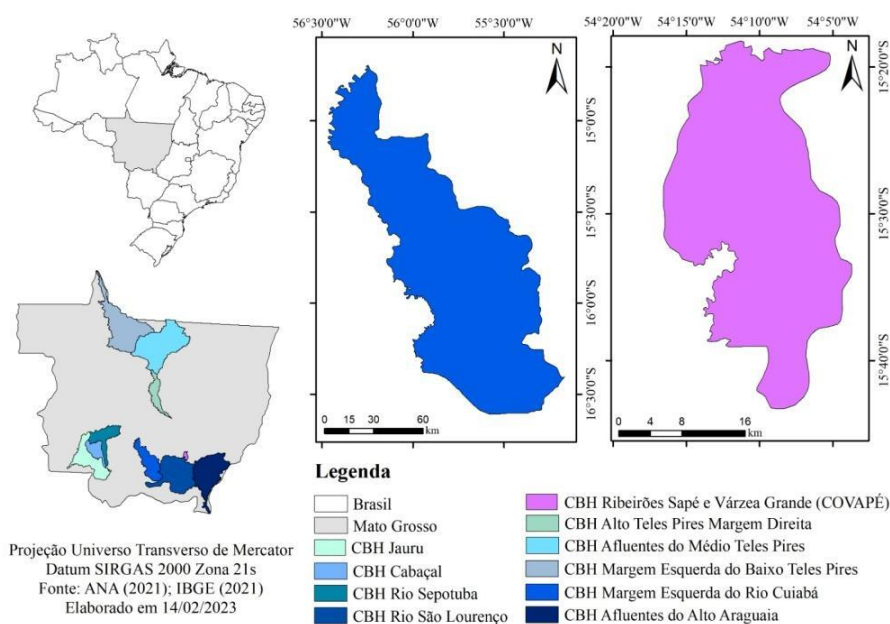 56°30'0"W 56°0'0"W 55°30'0"W
54°20'0"W 54°15'0"W 54°10'0"W 54°5'0"W
N
N
15°0'0"S
15°30'0"S
16°0'0"S
16°30'0"S
15°20'0"S
15°30'0"S
15°40'0"S
0 15 30 60
km
0 4 8 16
km
Legenda
Brasil
Mato Grosso
CBH Jauru
CBH Cabaçal
CBH Rio Sepotuba
CBH Rio São Lourenço
CBH Ribeirões Sapé e Várzea Grande (COVAPÉ)
CBH Alto Teles Pires Margem Direita
CBH Afluentes do Médio Teles Pires
CBH Margem Esquerda do Baixo Teles Pires
CBH Margem Esquerda do Rio Cuiabá
CBH Afluentes do Alto Araguaia
Projeção Universo Transverso de Mercator
Datum SIRGAS 2000 Zona 21s
Fonte: ANA (2021); IBGE (2021)
Elaborado em 14/02/2023